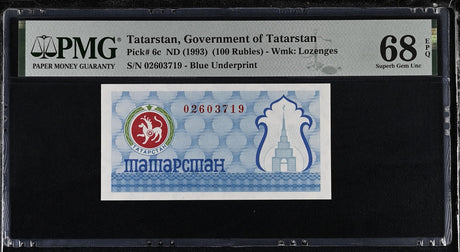 PMG
PAPER MONEY GUARANTY
Tatarstan, Government of Tatarstan
Pick# 6c ND (1993) (100 Rubles) - Wmk: Lozenges
S/N 02603719 - Blue Underprint
68 EPQ
Superb Gem Unc
02603719
ТАТАРСТАН
татарстан